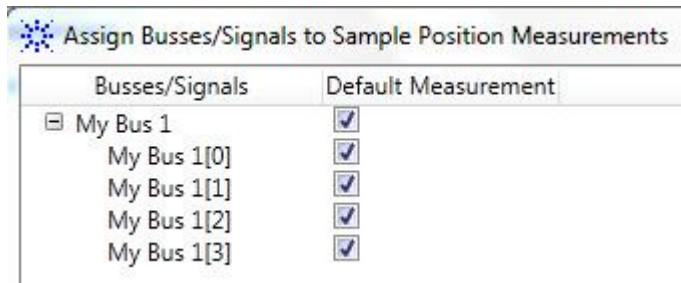 Assign Busses/Signals to Sample Position Measurements
Busses/Signals Default Measurement
My Bus 1
My Bus 1[0]
My Bus 1[1]
My Bus 1[2]
My Bus 1[3]